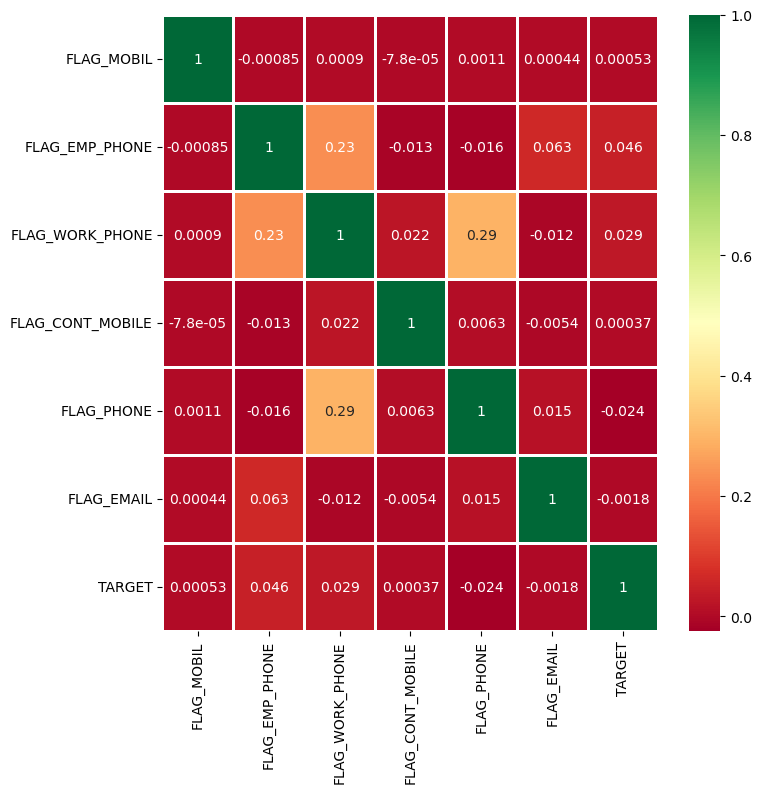 1.0
FLAG_MOBIL 1 -0.00085 0.0009 -7.8e-05 0.0011 0.00044 0.00053
FLAG_EMP_PHONE -0.00085 1 0.23 -0.013 -0.016 0.063 0.046
0.8
FLAG_WORK_PHONE 0.0009 0.23 1 0.022 0.29 -0.012 0.029
0.6
FLAG_CONT_MOBILE -7.8e-05 -0.013 0.022 1 0.0063 -0.0054 0.00037
0.4
FLAG_PHONE 0.0011 -0.016 0.29 0.0063 1 0.015 -0.024
0.2
FLAG_EMAIL 0.00044 0.063 -0.012 -0.0054 0.015 1 -0.0018
TARGET 0.00053 0.046 0.029 0.00037 -0.024 -0.0018 1
0.0
FLAG_MOBIL
FLAG_EMP_PHONE
FLAG_WORK_PHONE
FLAG_CONT_MOBILE
FLAG_PHONE
FLAG_EMAIL
TARGET